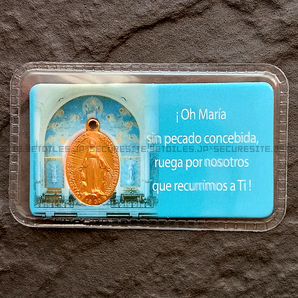 ¡Oh María
sin pecado concebida,
ruega por nosotros
que recurrimos a Ti!